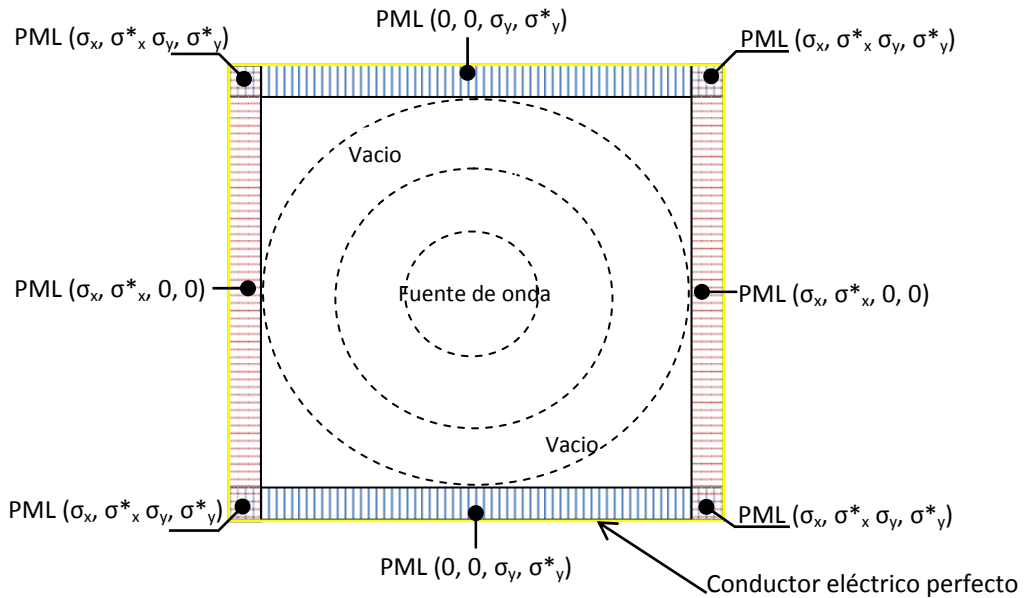 PML (0, 0, σy, σ*y)
PML (σx, σ*x σy, σ*y)
PML (σx, σ*x σy, σ*y)
Vacio
PML (σx, σ*x, 0, 0)
Fuente de onda
PML (σx, σ*x, 0, 0)
Vacio
PML (σx, σ*x σy, σ*y)
PML (σx, σ*x σy, σ*y)
PML (0, 0, σy, σ*y)
Conductor eléctrico perfecto